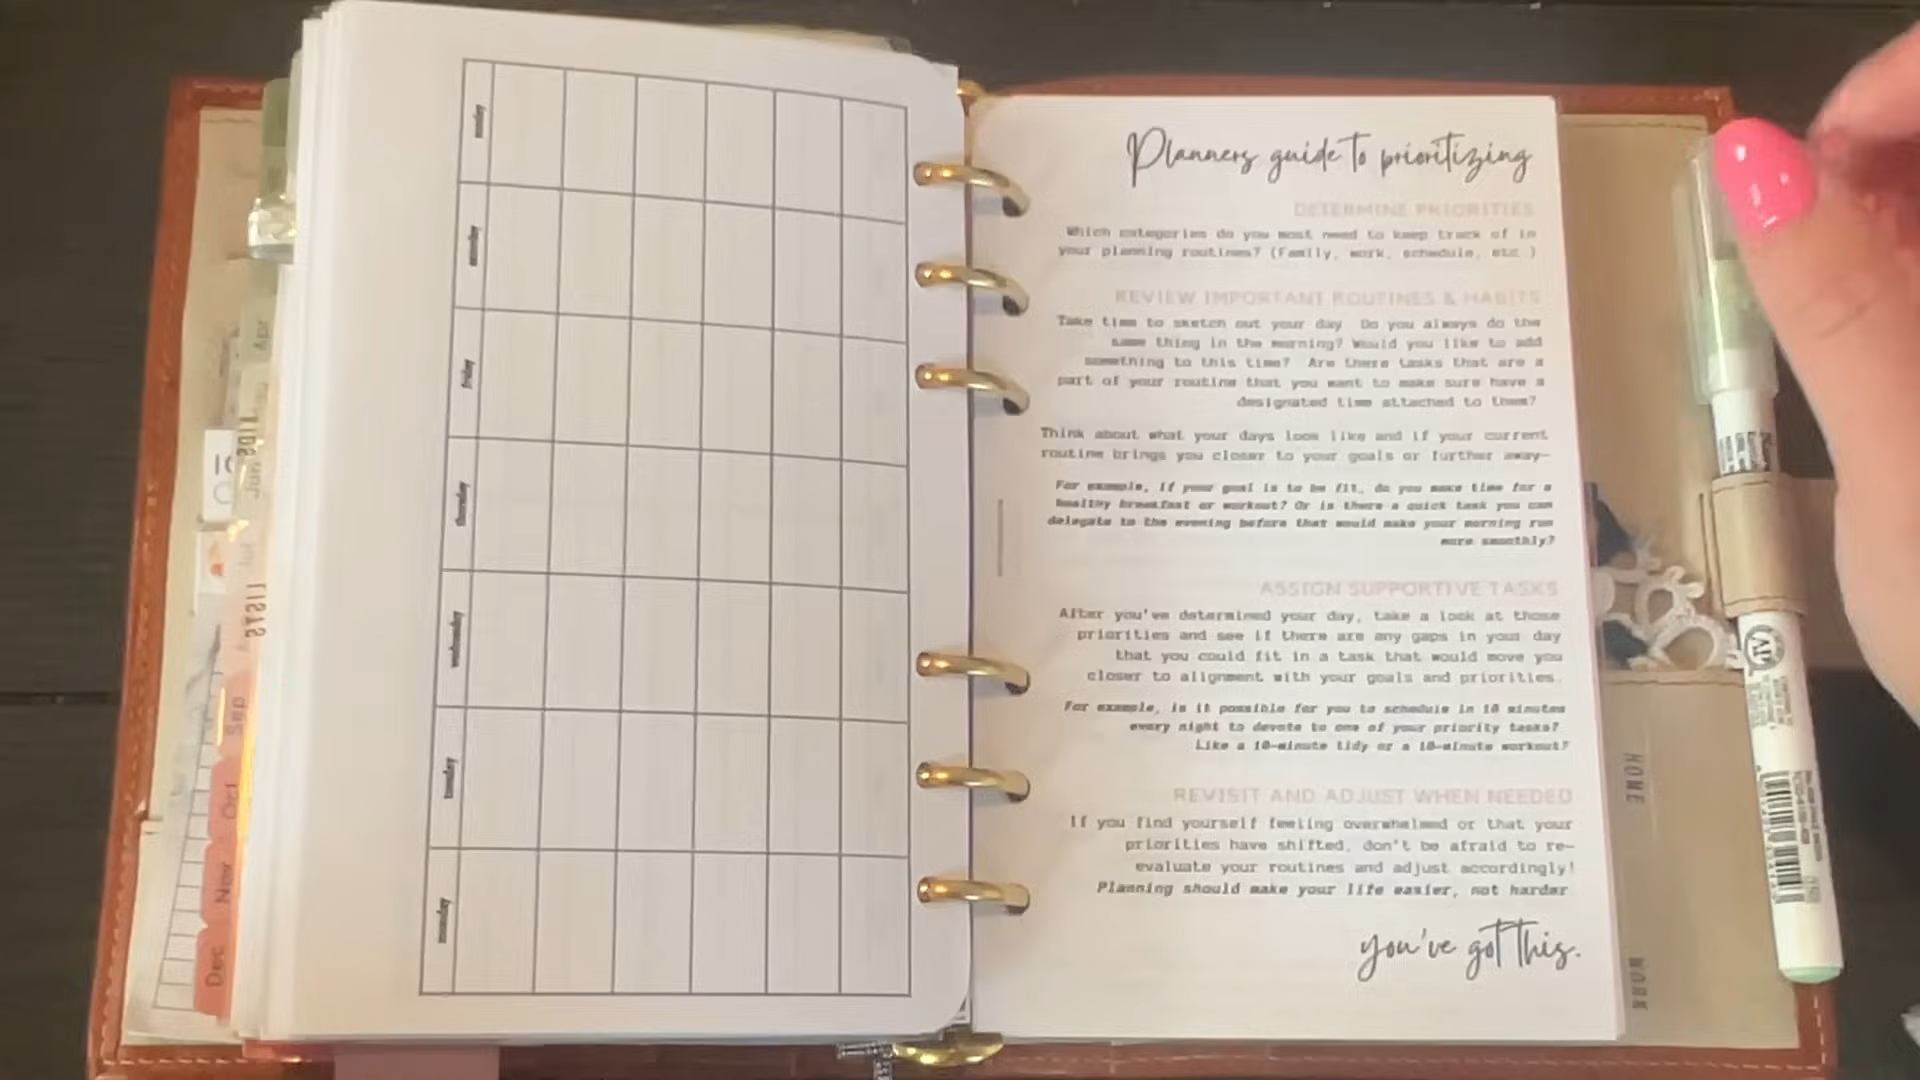 sunday
monday
friday
thursday
wednesday
tuesday
monday
Apr
KIDS
Jun
LISTS
Sep
Oct
Nov
Dec
Planners guide to prioritizing
DETERMINE PRIORITIES
Which categories do you most need to keep track of in
your planning routines? (Family, work, schedule, etc.)
REVIEW IMPORTANT ROUTINES & HABITS
Take time to sketch out your day. Do you always do the
same thing in the morning? Would you like to add
something to this time? Are there tasks that are a
part of your routine that you want to make sure have a
designated time attached to them?
Think about what your days look like and if your current
routine brings you closer to your goals or further away-
For example, if your goal is to be fit, do you make time for a
healthy breakfast or workout? Or is there a quick task you can
delegate to the evening before that would make your morning run
more smoothly?
ASSIGN SUPPORTIVE TASKS
After you've determined your day, take a look at those
priorities and see if there are any gaps in your day
that you could fit in a task that would move you
closer to alignment with your goals and priorities.
For example, is it possible for you to schedule in 10 minutes
every night to devote to one of your priority tasks?
Like a 10-minute tidy or a 10-minute workout?
REVISIT AND ADJUST WHEN NEEDED
If you find yourself feeling overwhelmed or that your
priorities have shifted, don't be afraid to re-
evaluate your routines and adjust accordingly!
Planning should make your life easier, not harder
you've got this.
HOME
WORK
AP